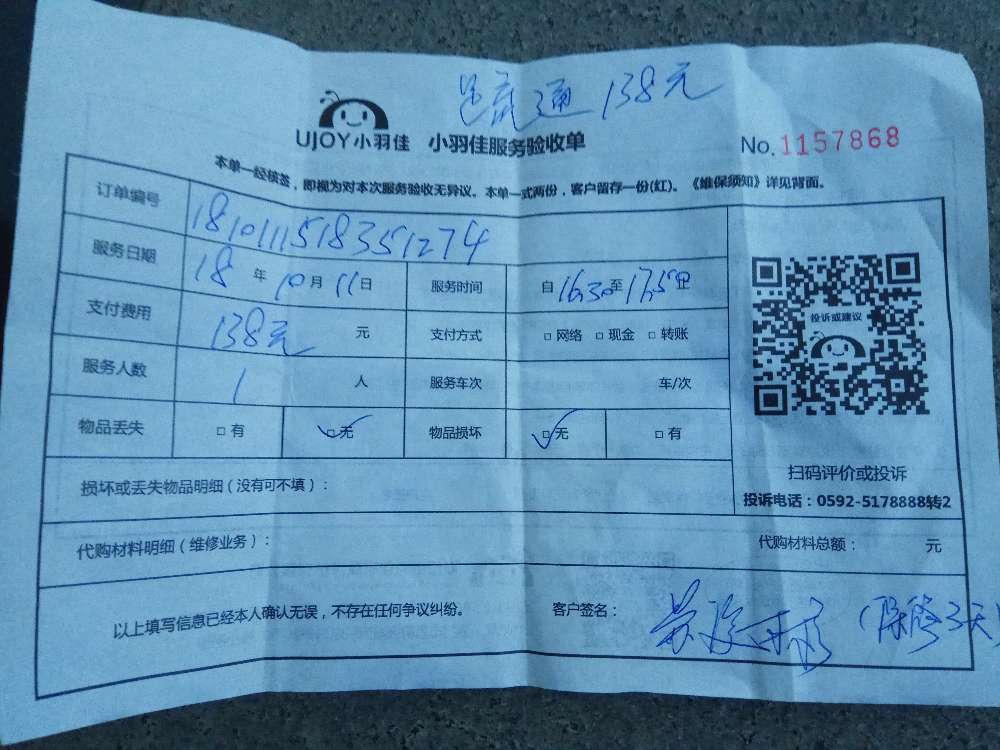 通 138元
UJOY小羽佳 小羽佳服务验收单
No. 1157868
本单一经核签，即视为对本次服务验收无异议。本单一式两份，客户留存一份(红)。《维保须知》详见背面。
订单编号 18101151835 1274
服务日期 18 年 10 月 11 日 服务时间 自 16:30 至 17:50 止
支付费用 138元 元 支付方式 □ 网络 □ 现金 □ 转账
服务人数 1 人 服务车次 车/次
物品丢失 □ 有 □ 无 物品损坏 □ 无 □ 有
投诉或建议
扫码评价或投诉
投诉电话：0592-5178888转2
损坏或丢失物品明细（没有可不填）：
代购材料明细（维修业务）： 代购材料总额： 元
以上填写信息已经本人确认无误，不存在任何争议纠纷。 客户签名：